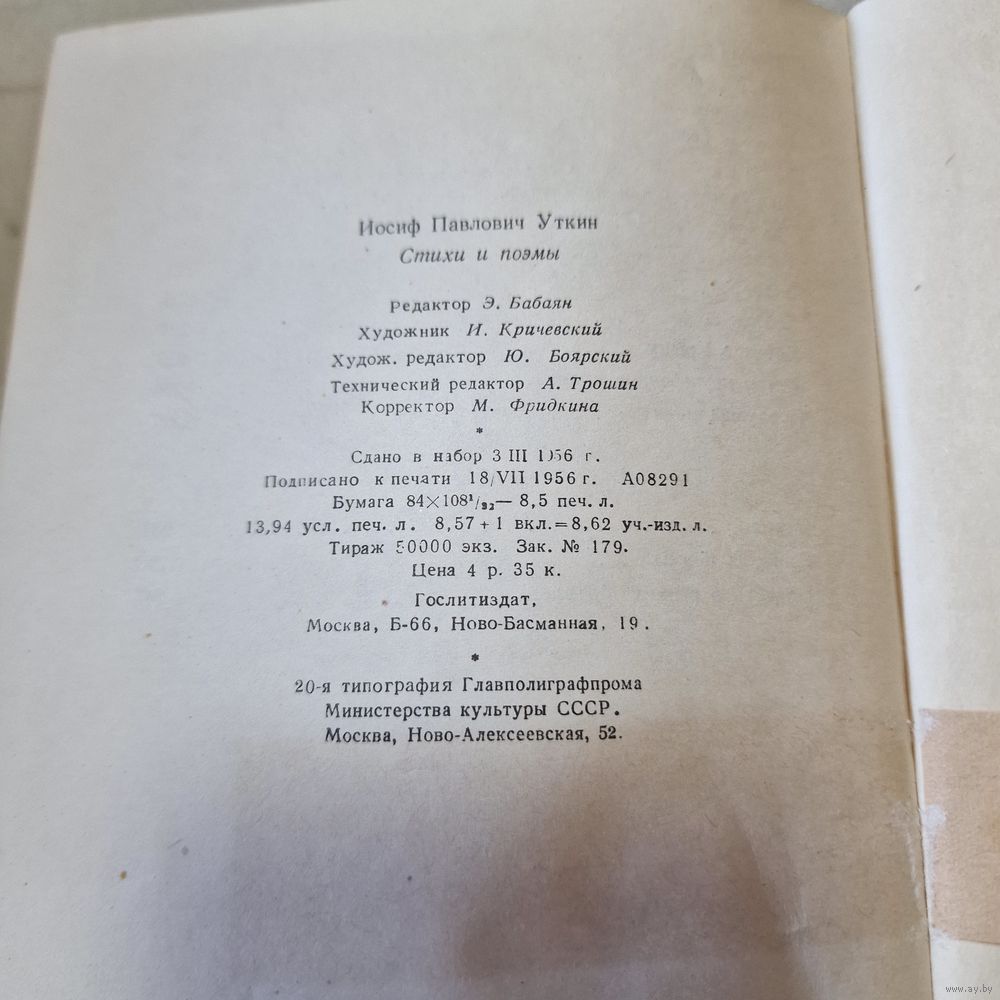 Иосиф Павлович Уткин
Стихи и поэмы
Редактор Э. Бабаян
Художник И. Кричевский
Худож. редактор Ю. Боярский
Технический редактор А. Трошин
Корректор М. Фридкина
*
Сдано в набор 3 III 1956 г.
Подписано к печати 18/VII 1956 г. А08291
Бумага 84×108¹/₃₂— 8,5 печ. л.
13,94 усл. печ. л. 8,57 + 1 вкл. = 8,62 уч.-изд. л.
Тираж 50000 экз. Зак. № 179.
Цена 4 р. 35 к.
Гослитиздат,
Москва, Б-66, Ново-Басманная, 19.
*
20-я типография Главполиграфпрома
Министерства культуры СССР.
Москва, Ново-Алексеевская, 52.
www.ay.by